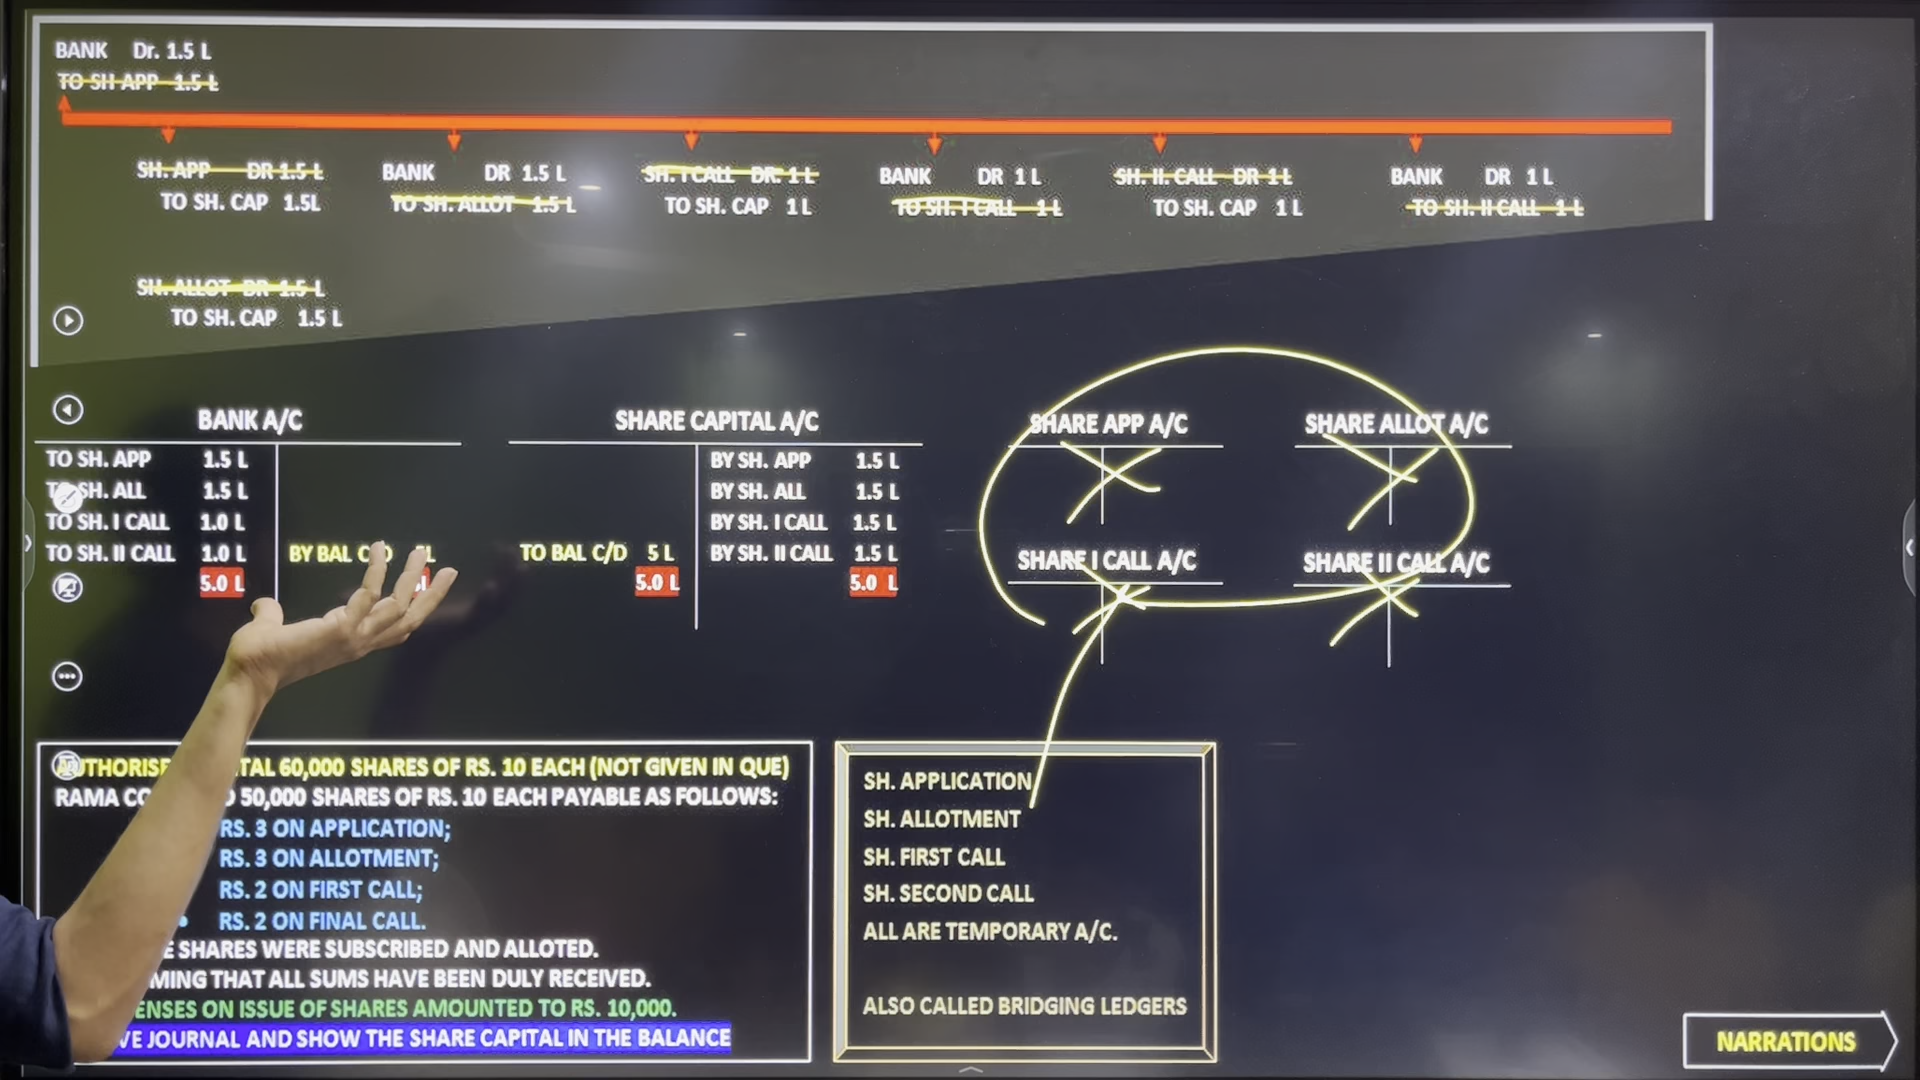 BANK Dr. 1.5 L
TO SH APP 1.5 L
SH. APP DR 1.5 L
TO SH. CAP 1.5L
BANK DR 1.5 L
TO SH. ALLOT 1.5 L
SH. I CALL DR. 1 L
TO SH. CAP 1 L
BANK DR 1 L
TO SH. I CALL 1 L
SH. II. CALL DR 1 L
TO SH. CAP 1 L
BANK DR 1 L
TO SH. II CALL 1 L
SH. ALLOT DR 1.5 L
TO SH. CAP 1.5 L
BANK A/C
TO SH. APP 1.5 L
SH. ALL 1.5 L
TO SH. I CALL 1.0 L
TO SH. II CALL 1.0 L BY BAL
5.0 L
SHARE CAPITAL A/C
BY SH. APP 1.5 L
BY SH. ALL 1.5 L
BY SH. I CALL 1.5 L
TO BAL C/D 5 L BY SH. II CALL 1.5 L
5.0 L 5.0 L
SHARE APP A/C
SHARE ALLOT A/C
SHARE I CALL A/C
SHARE II CALL A/C
60,000 SHARES OF RS. 10 EACH (NOT GIVEN IN QUE)
RAMA 50,000 SHARES OF RS. 10 EACH PAYABLE AS FOLLOWS:
RS. 3 ON APPLICATION;
RS. 3 ON ALLOTMENT;
RS. 2 ON FIRST CALL;
• RS. 2 ON FINAL CALL.
SHARES WERE SUBSCRIBED AND ALLOTED.
THAT ALL SUMS HAVE BEEN DULY RECEIVED.
ON ISSUE OF SHARES AMOUNTED TO RS. 10,000.
JOURNAL AND SHOW THE SHARE CAPITAL IN THE BALANCE
SH. APPLICATION
SH. ALLOTMENT
SH. FIRST CALL
SH. SECOND CALL
ALL ARE TEMPORARY A/C.
ALSO CALLED BRIDGING LEDGERS
NARRATIONS